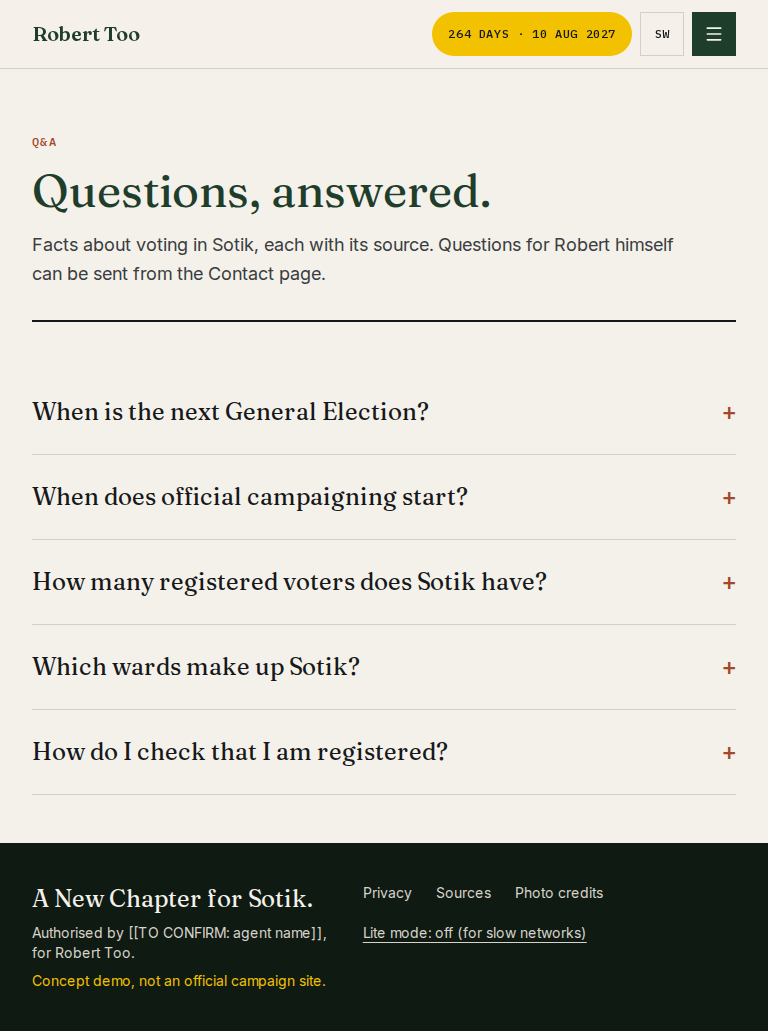 Robert Too
264 DAYS · 10 AUG 2027
SW
Q&A
Questions, answered.
Facts about voting in Sotik, each with its source. Questions for Robert himself
can be sent from the Contact page.
When is the next General Election?
+
When does official campaigning start?
+
How many registered voters does Sotik have?
+
Which wards make up Sotik?
+
How do I check that I am registered?
+
A New Chapter for Sotik.
Authorised by [[TO CONFIRM: agent name]],
for Robert Too.
Concept demo, not an official campaign site.
Privacy Sources Photo credits
Lite mode: off (for slow networks)